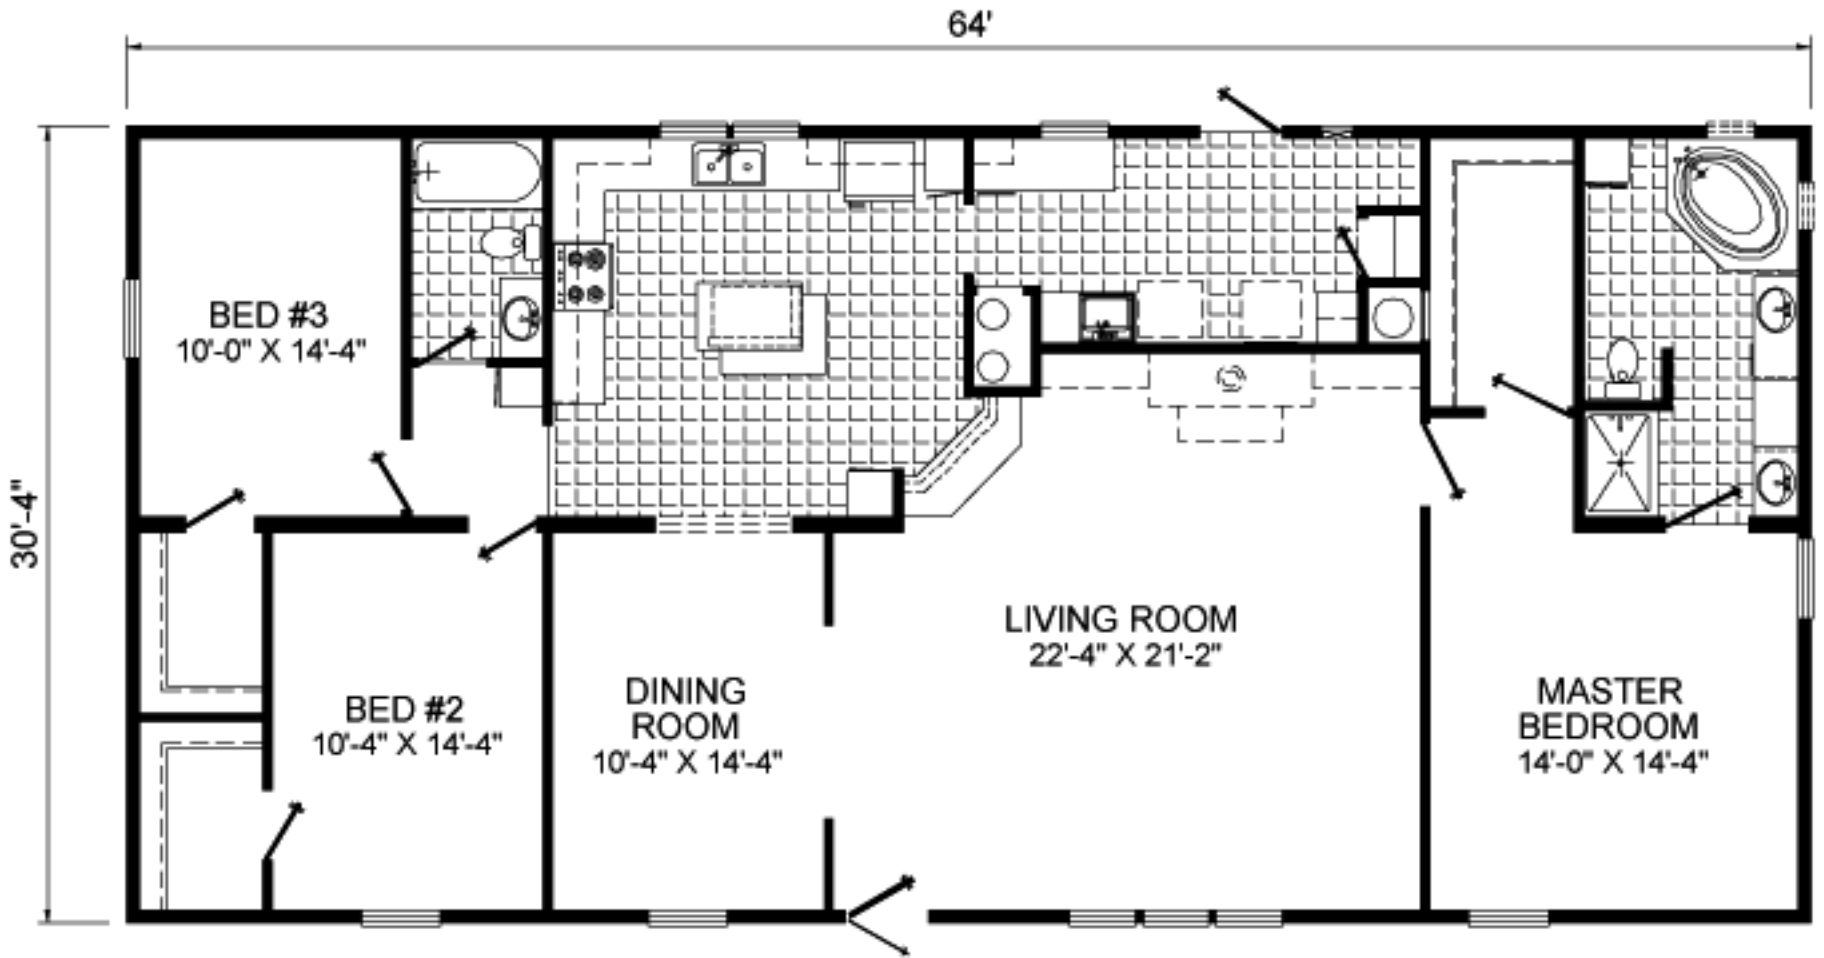 64'
30'-4"
BED #3
10'-0" X 14'-4"
BED #2
10'-4" X 14'-4"
DINING
ROOM
10'-4" X 14'-4"
LIVING ROOM
22'-4" X 21'-2"
MASTER
BEDROOM
14'-0" X 14'-4"